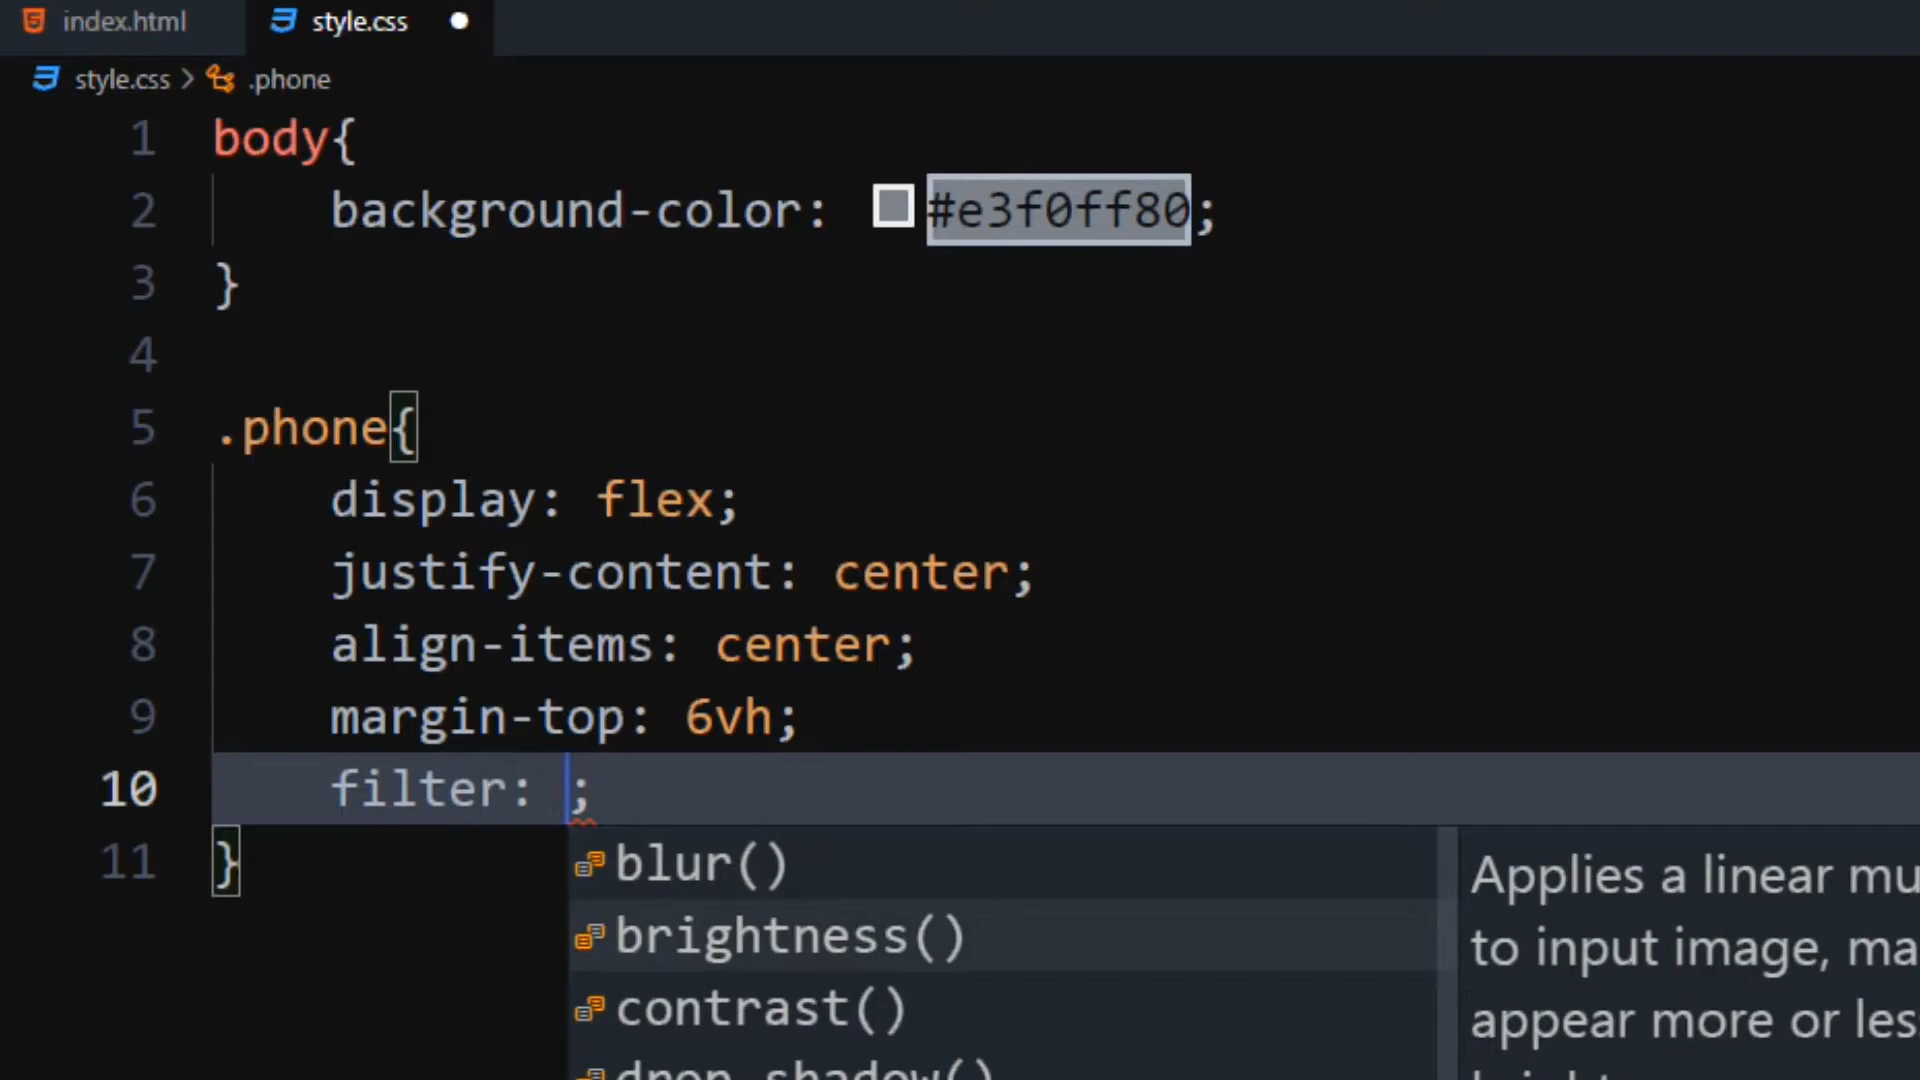 index.html
style.css
style.css
.phone
1 body{
2 background-color: #e3f0ff80;
3 }
4
5 .phone{
6 display: flex;
7 justify-content: center;
8 align-items: center;
9 margin-top: 6vh;
10 filter: ;
11 }
blur()
brightness()
contrast()
Applies a linear mu
to input image, ma
appear more or les